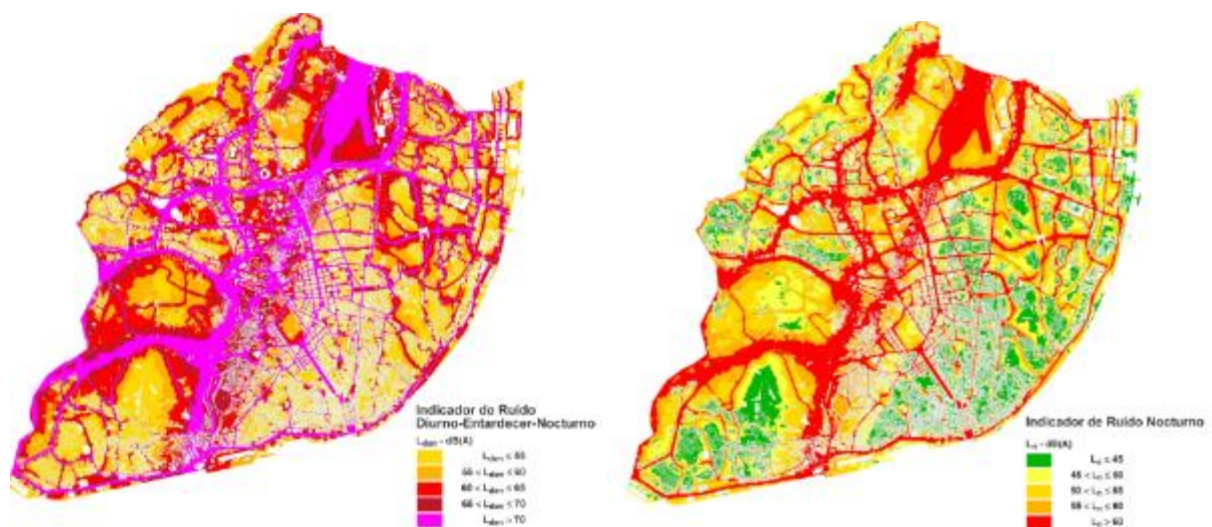 Indicador de Ruído
Diurno-Entardecer-Nocturno
Lden - dB(A)
Lden ≤ 55
55 < Lden ≤ 60
60 < Lden ≤ 65
65 < Lden ≤ 70
Lden > 70
Indicador de Ruído Nocturno
Ln - dB(A)
Ln ≤ 45
45 < Ln ≤ 50
50 < Ln ≤ 55
55 < Ln ≤ 60
Ln > 60